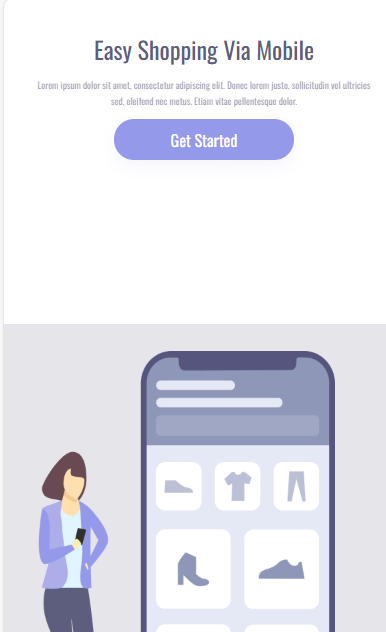 Easy Shopping Via Mobile
Lorem ipsum dolor sit amet, consectetur adipiscing elit. Donec lorem justo, sollicitudin vel ultricies
sed, eleifend nec metus. Etiam vitae pellentesque dolor.
Get Started